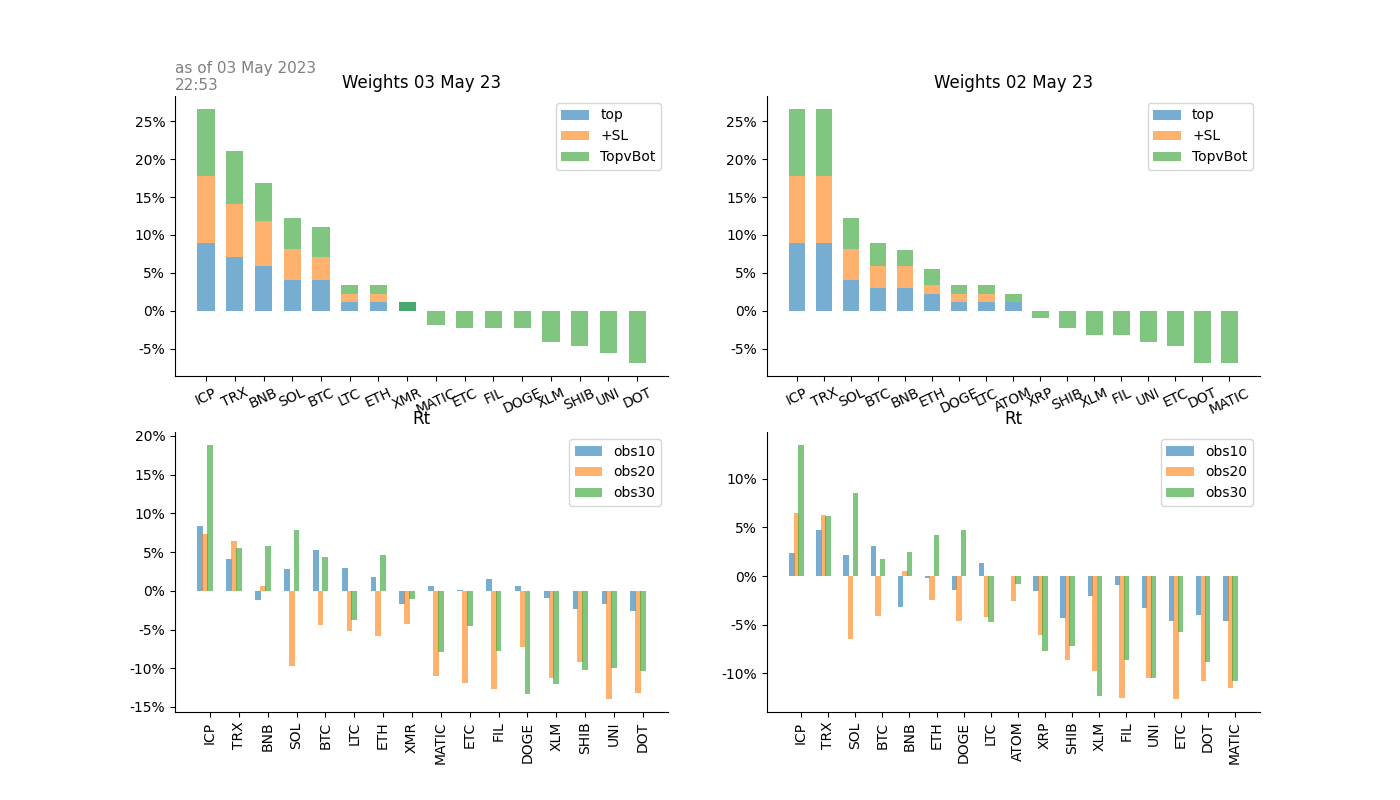 as of 03 May 2023
22:53
Weights 03 May 23
25%
20%
15%
10%
5%
0%
-5%
top
+SL
TopvBot
ICP TRX BNB SOL BTC LTC ETH XMR MATIC ETC FIL DOGE XLM SHIB UNI DOT
Weights 02 May 23
25%
20%
15%
10%
5%
0%
-5%
top
+SL
TopvBot
ICP TRX SOL BTC BNB ETH DOGE LTC ATOM XRP SHIB XLM FIL UNI ETC DOT MATIC
Rt
20%
15%
10%
5%
0%
-5%
-10%
-15%
obs10
obs20
obs30
ICP TRX BNB SOL BTC LTC ETH XMR MATIC ETC FIL DOGE XLM SHIB UNI DOT
Rt
10%
5%
0%
-5%
-10%
obs10
obs20
obs30
ICP TRX SOL BTC BNB ETH DOGE LTC ATOM XRP SHIB XLM FIL UNI ETC DOT MATIC